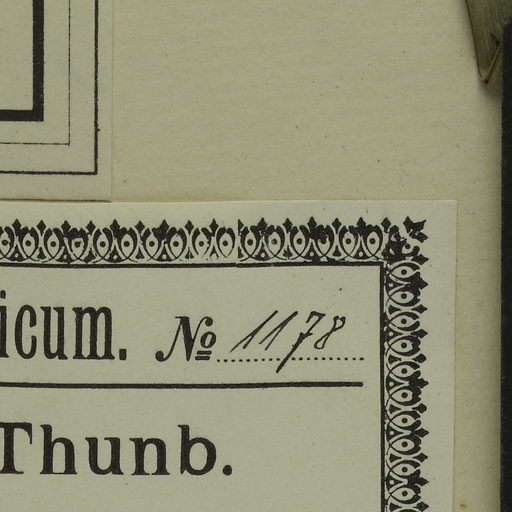 icum. № 1178
Thunb.